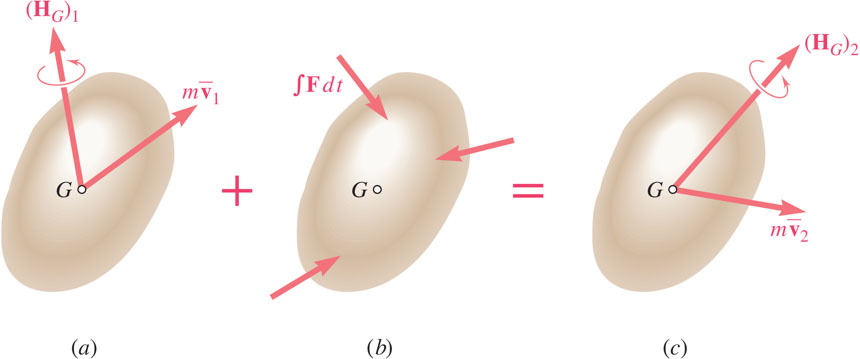 (H_G)_1
mv̅_1
G
+
∫F dt
G
=
(H_G)_2
G
mv̅_2
(a)
(b)
(c)